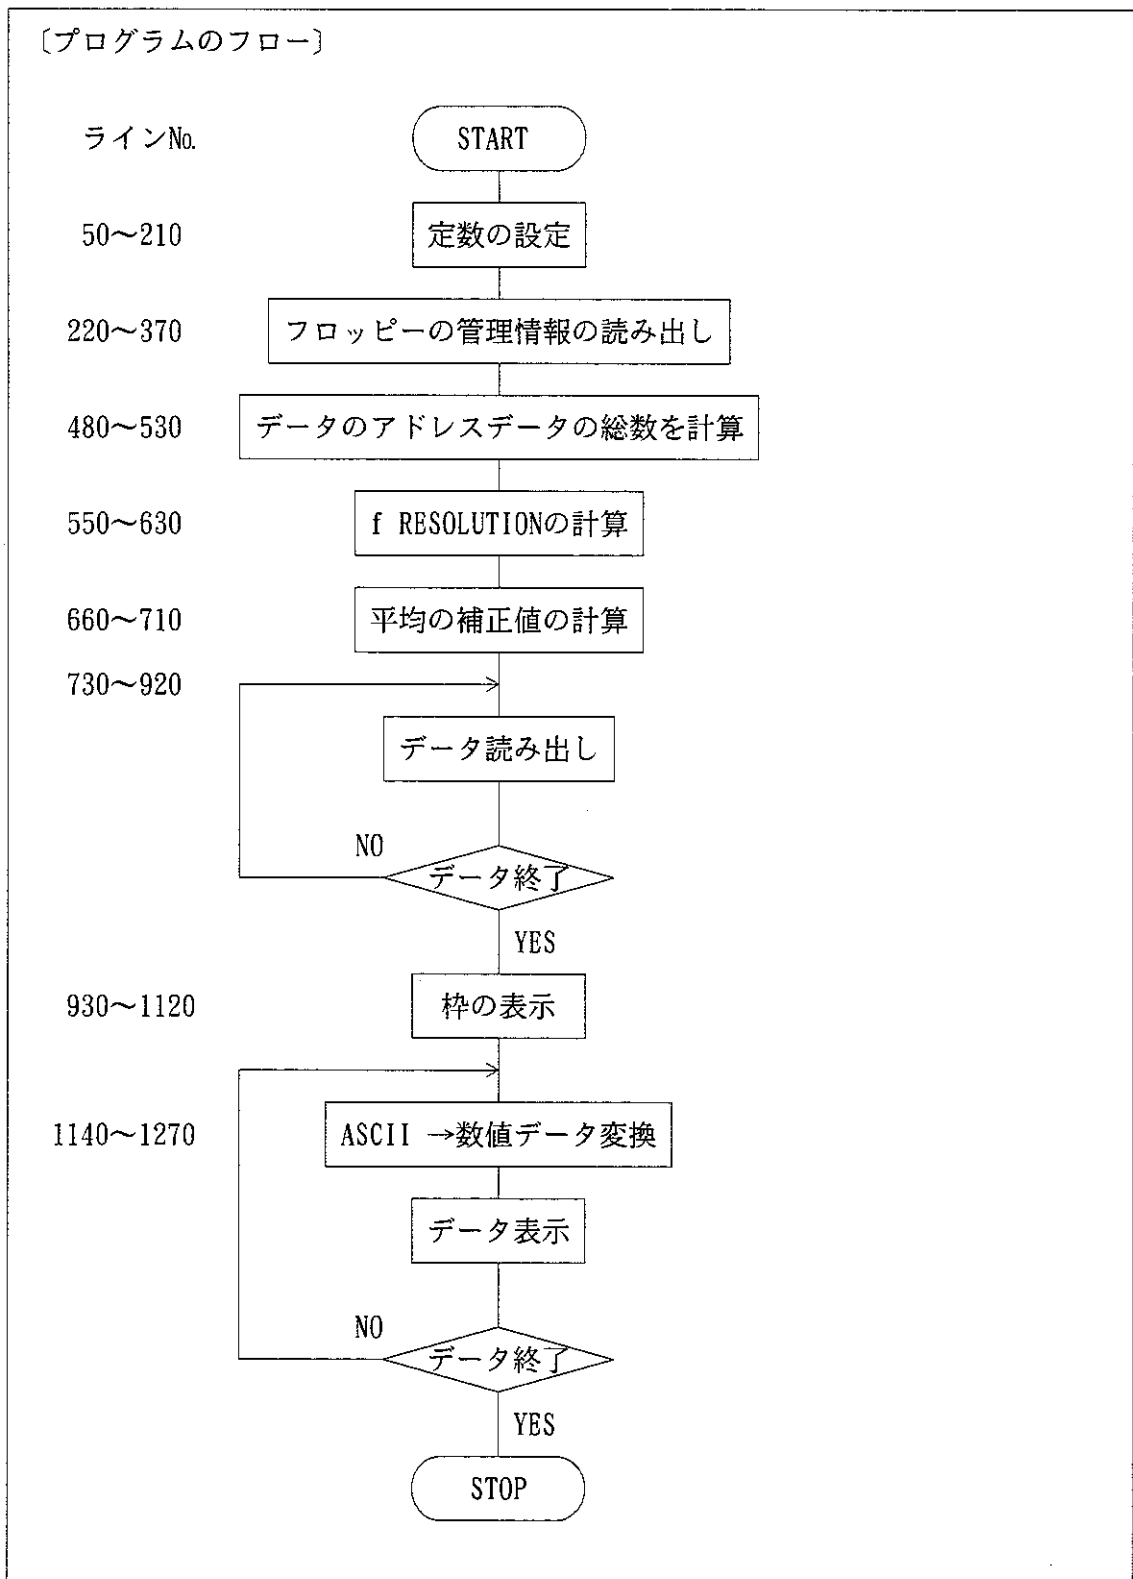 〔プログラムのフロー〕
ラインNo.
START
50～210
定数の設定
220～370
フロッピーの管理情報の読み出し
480～530
データのアドレスデータの総数を計算
550～630
f RESOLUTIONの計算
660～710
平均の補正値の計算
730～920
データ読み出し
NO
データ終了
YES
930～1120
枠の表示
1140～1270
ASCII →数値データ変換
データ表示
NO
データ終了
YES
STOP